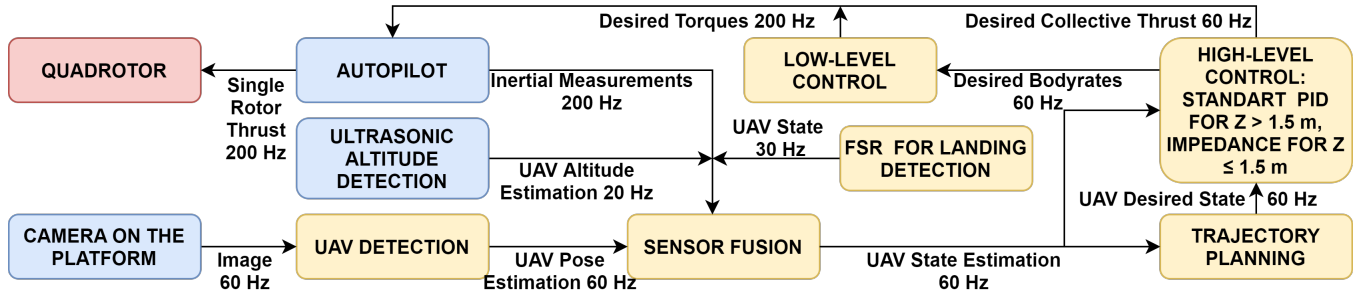 Desired Torques 200 Hz
Desired Collective Thrust 60 Hz
QUADROTOR
Single
Rotor
Thrust
200 Hz
AUTOPILOT
Inertial Measurements
200 Hz
LOW-LEVEL
CONTROL
Desired Bodyrates
60 Hz
HIGH-LEVEL
CONTROL:
STANDART PID
FOR Z > 1.5 m,
IMPEDANCE FOR Z
≤ 1.5 m
ULTRASONIC
ALTITUDE
DETECTION
UAV Altitude
Estimation 20 Hz
UAV State
30 Hz
FSR FOR LANDING
DETECTION
UAV Desired State
60 Hz
CAMERA ON THE
PLATFORM
Image
60 Hz
UAV DETECTION
UAV Pose
Estimation 60 Hz
SENSOR FUSION
UAV State Estimation
60 Hz
TRAJECTORY
PLANNING